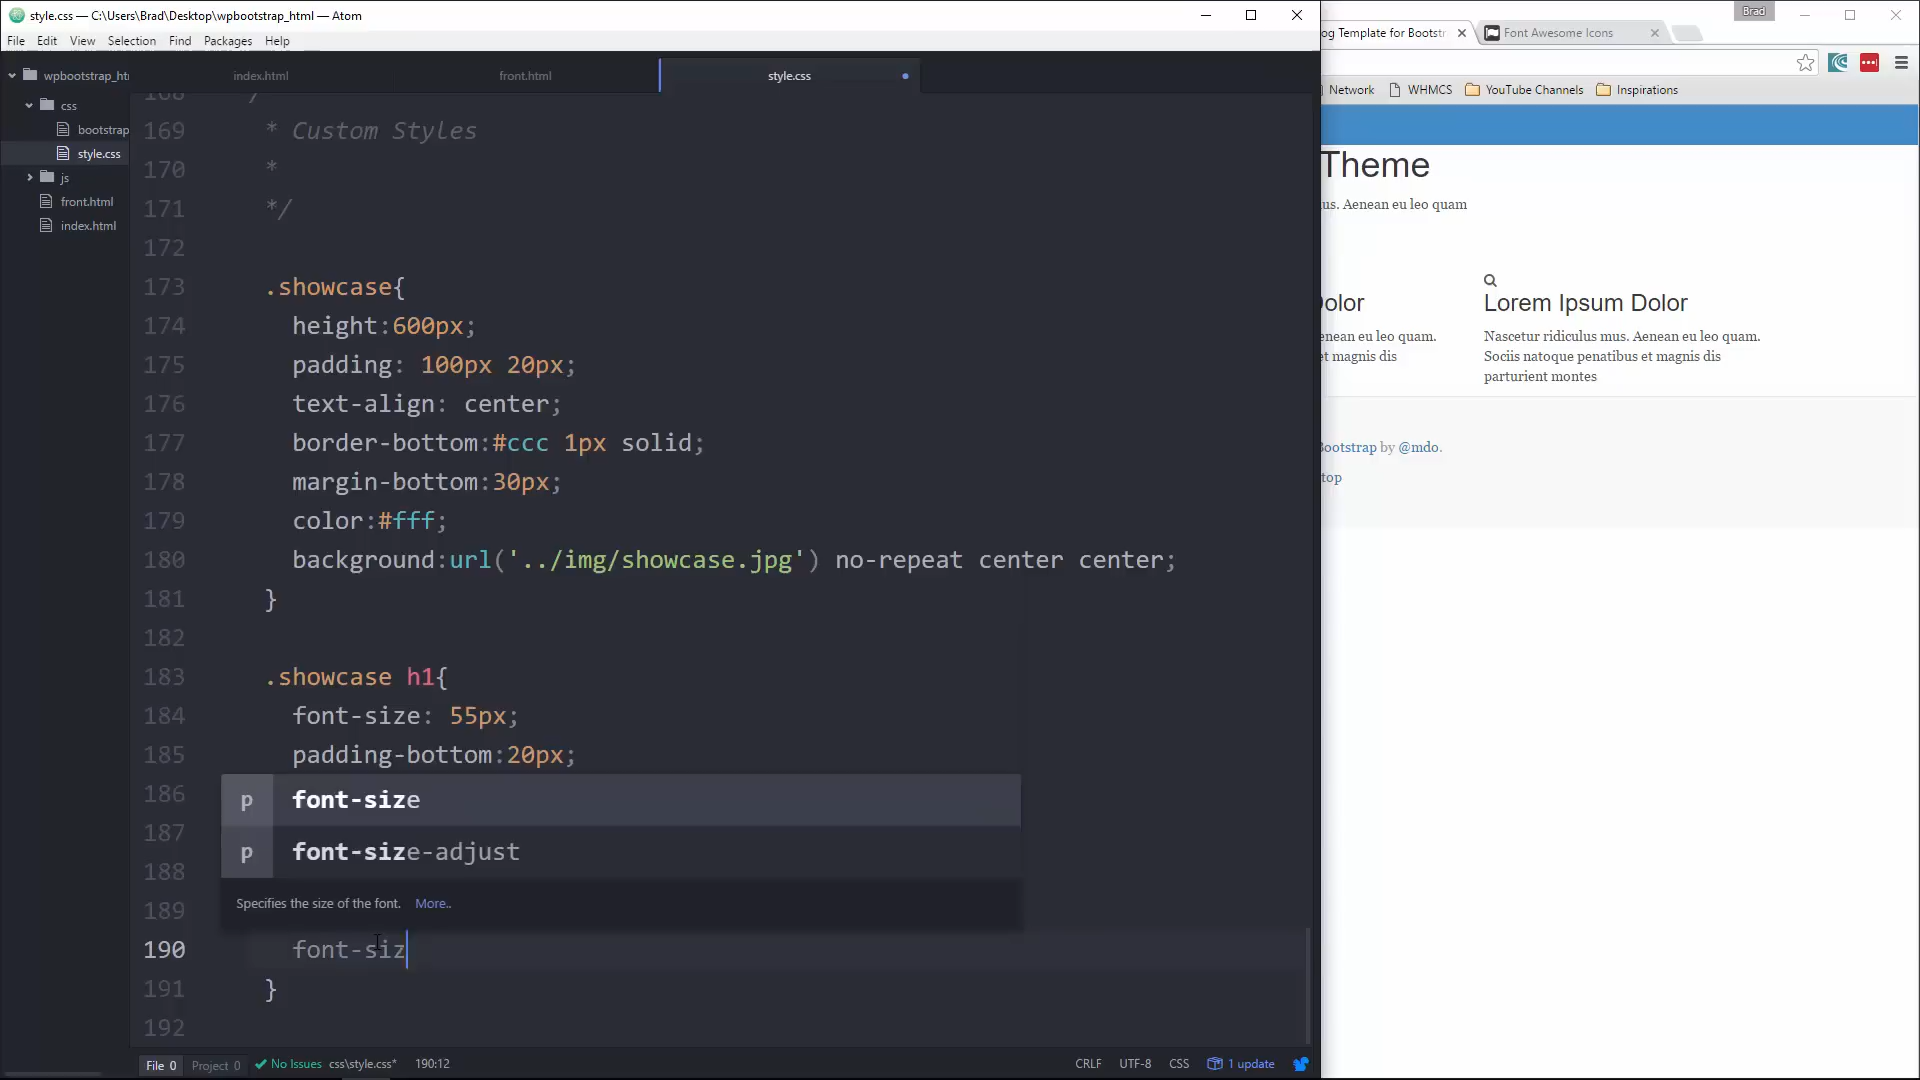 style.css — C:\Users\Brad\Desktop\wpbootstrap_html — Atom
File Edit View Selection Find Packages Help
wpbootstrap_ht
css
bootstrap
style.css
js
front.html
index.html
index.html front.html style.css
168 /
169 * Custom Styles
170 *
171 */
172
173 .showcase{
174 height:600px;
175 padding: 100px 20px;
176 text-align: center;
177 border-bottom:#ccc 1px solid;
178 margin-bottom:30px;
179 color:#fff;
180 background:url('../img/showcase.jpg') no-repeat center center;
181 }
182
183 .showcase h1{
184 font-size: 55px;
185 padding-bottom:20px;
186
187
188
189
p font-size
p font-size-adjust
Specifies the size of the font. More..
190 font-siz
191 }
192
File 0 Project 0 No Issues css\style.css* 190:12 CRLF UTF-8 CSS 1 update
Brad
og Template for Bootstr Font Awesome Icons
Network WHMCS YouTube Channels Inspirations
Theme
us. Aenean eu leo quam
Dolor
enean eu leo quam.
et magnis dis
Lorem Ipsum Dolor
Nascetur ridiculus mus. Aenean eu leo quam.
Sociis natoque penatibus et magnis dis
parturient montes
Bootstrap by @mdo.
top